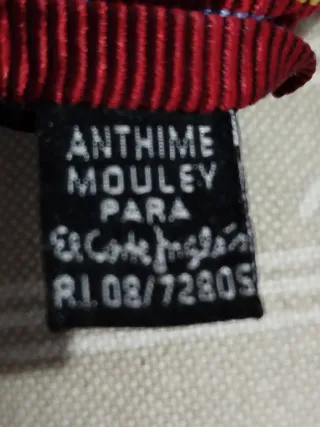 ANTHIME
MOULEY
PARA
El Corte Inglés
R.I. 08/72805